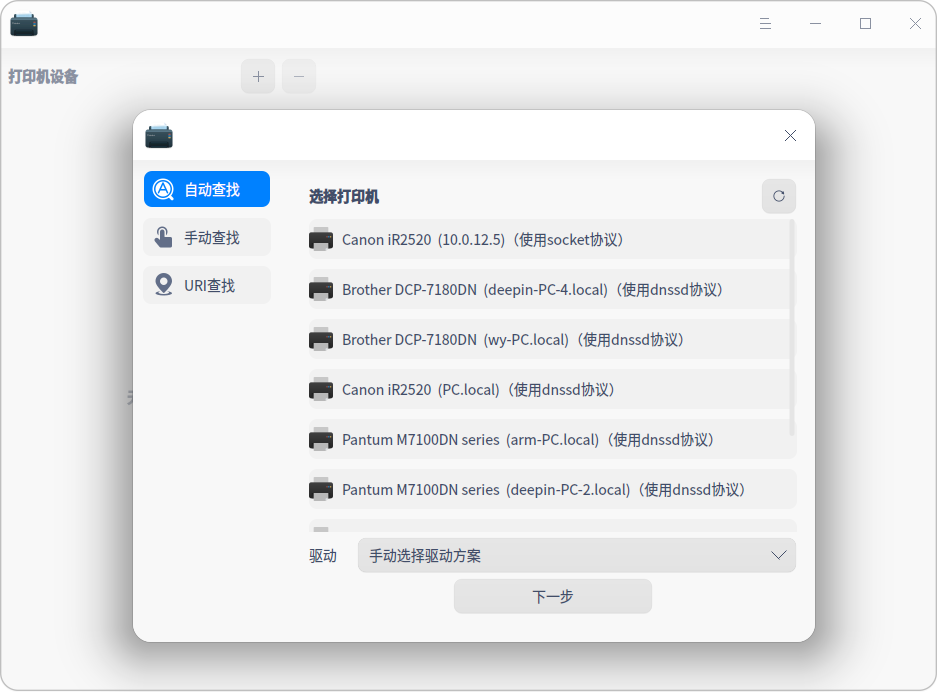 打印机设备
自动查找
手动查找
URI查找
选择打印机
Canon iR2520 (10.0.12.5)（使用socket协议）
Brother DCP-7180DN (deepin-PC-4.local)（使用dnssd协议）
Brother DCP-7180DN (wy-PC.local)（使用dnssd协议）
Canon iR2520 (PC.local)（使用dnssd协议）
Pantum M7100DN series (arm-PC.local)（使用dnssd协议）
Pantum M7100DN series (deepin-PC-2.local)（使用dnssd协议）
驱动 手动选择驱动方案
下一步